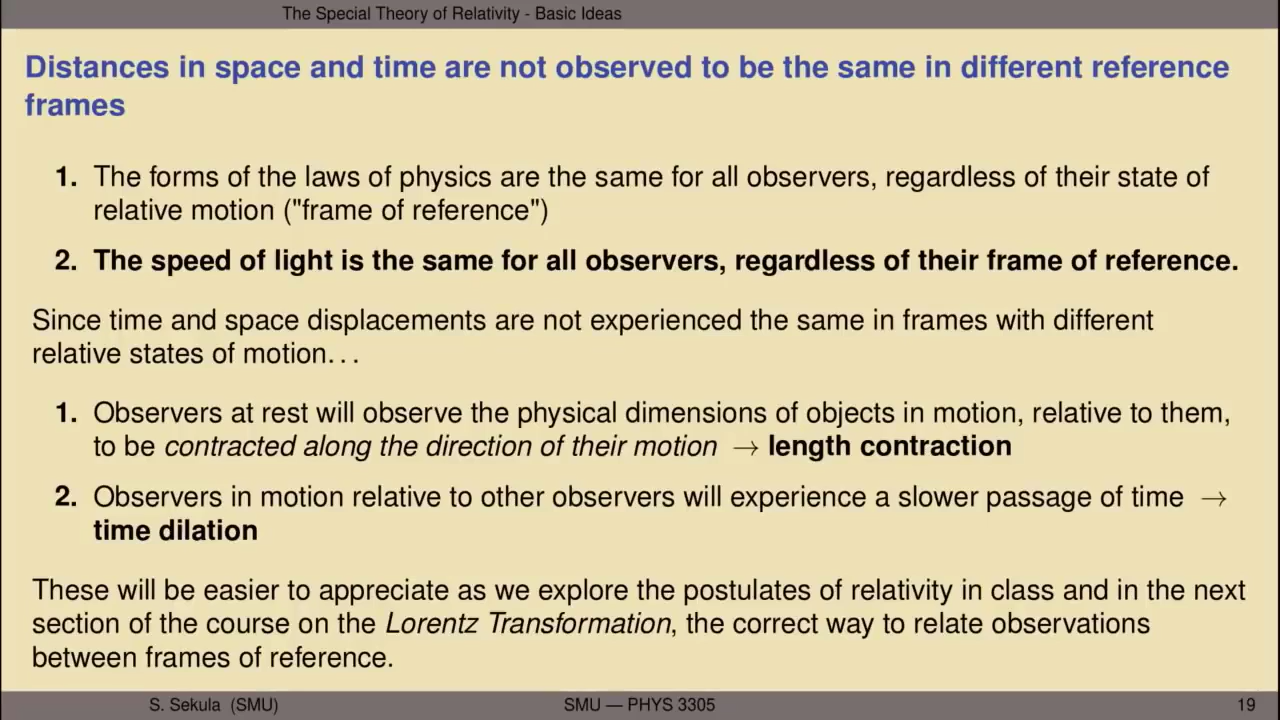 The Special Theory of Relativity - Basic Ideas
Distances in space and time are not observed to be the same in different reference
frames
1. The forms of the laws of physics are the same for all observers, regardless of their state of
relative motion ("frame of reference")
2. The speed of light is the same for all observers, regardless of their frame of reference.
Since time and space displacements are not experienced the same in frames with different
relative states of motion...
1. Observers at rest will observe the physical dimensions of objects in motion, relative to them,
to be contracted along the direction of their motion → length contraction
2. Observers in motion relative to other observers will experience a slower passage of time →
time dilation
These will be easier to appreciate as we explore the postulates of relativity in class and in the next
section of the course on the Lorentz Transformation, the correct way to relate observations
between frames of reference.
S. Sekula (SMU) SMU — PHYS 3305 19